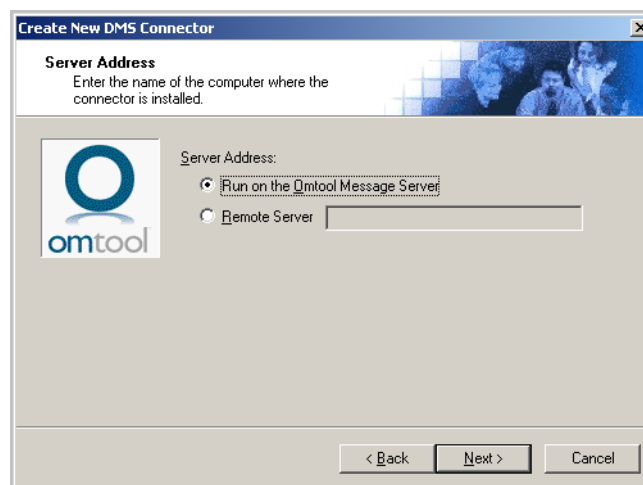 Create New DMS Connector
Server Address
Enter the name of the computer where the
connector is installed.
omtool
Server Address:
Run on the Omtool Message Server
Remote Server
< Back
Next >
Cancel